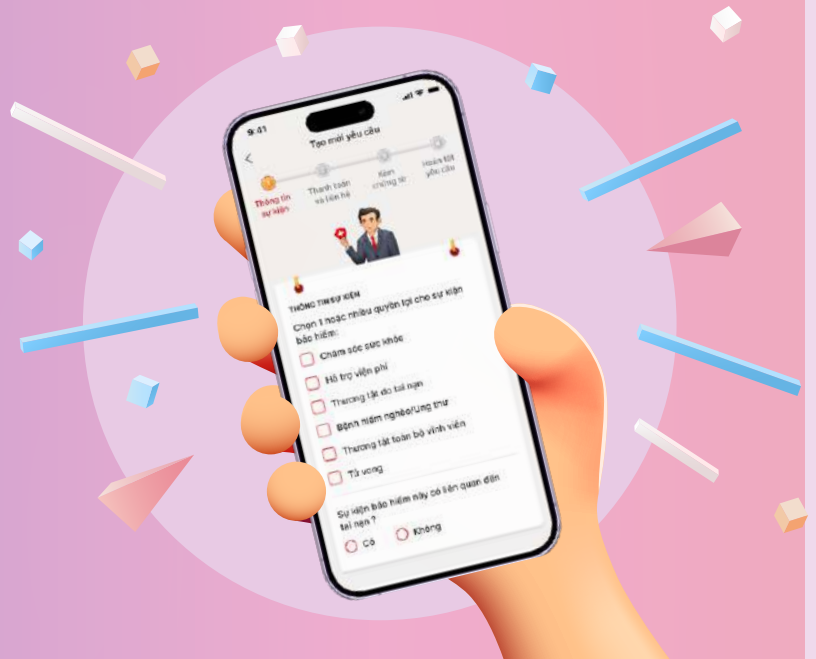 9:41
Tạo mới yêu cầu
Thông tin
sự kiện
Thanh toán
và liên hệ
Kèm
chứng từ
Hoàn tất
yêu cầu
THÔNG TIN SỰ KIỆN
Chọn 1 hoặc nhiều quyền lợi cho sự kiện
bảo hiểm:
Chăm sóc sức khỏe
Hỗ trợ viện phí
Thương tật do tai nạn
Bệnh hiểm nghèo/Ung thư
Thương tật toàn bộ vĩnh viễn
Tử vong
Sự kiện bảo hiểm này có liên quan đến
tai nạn ?
Có
Không